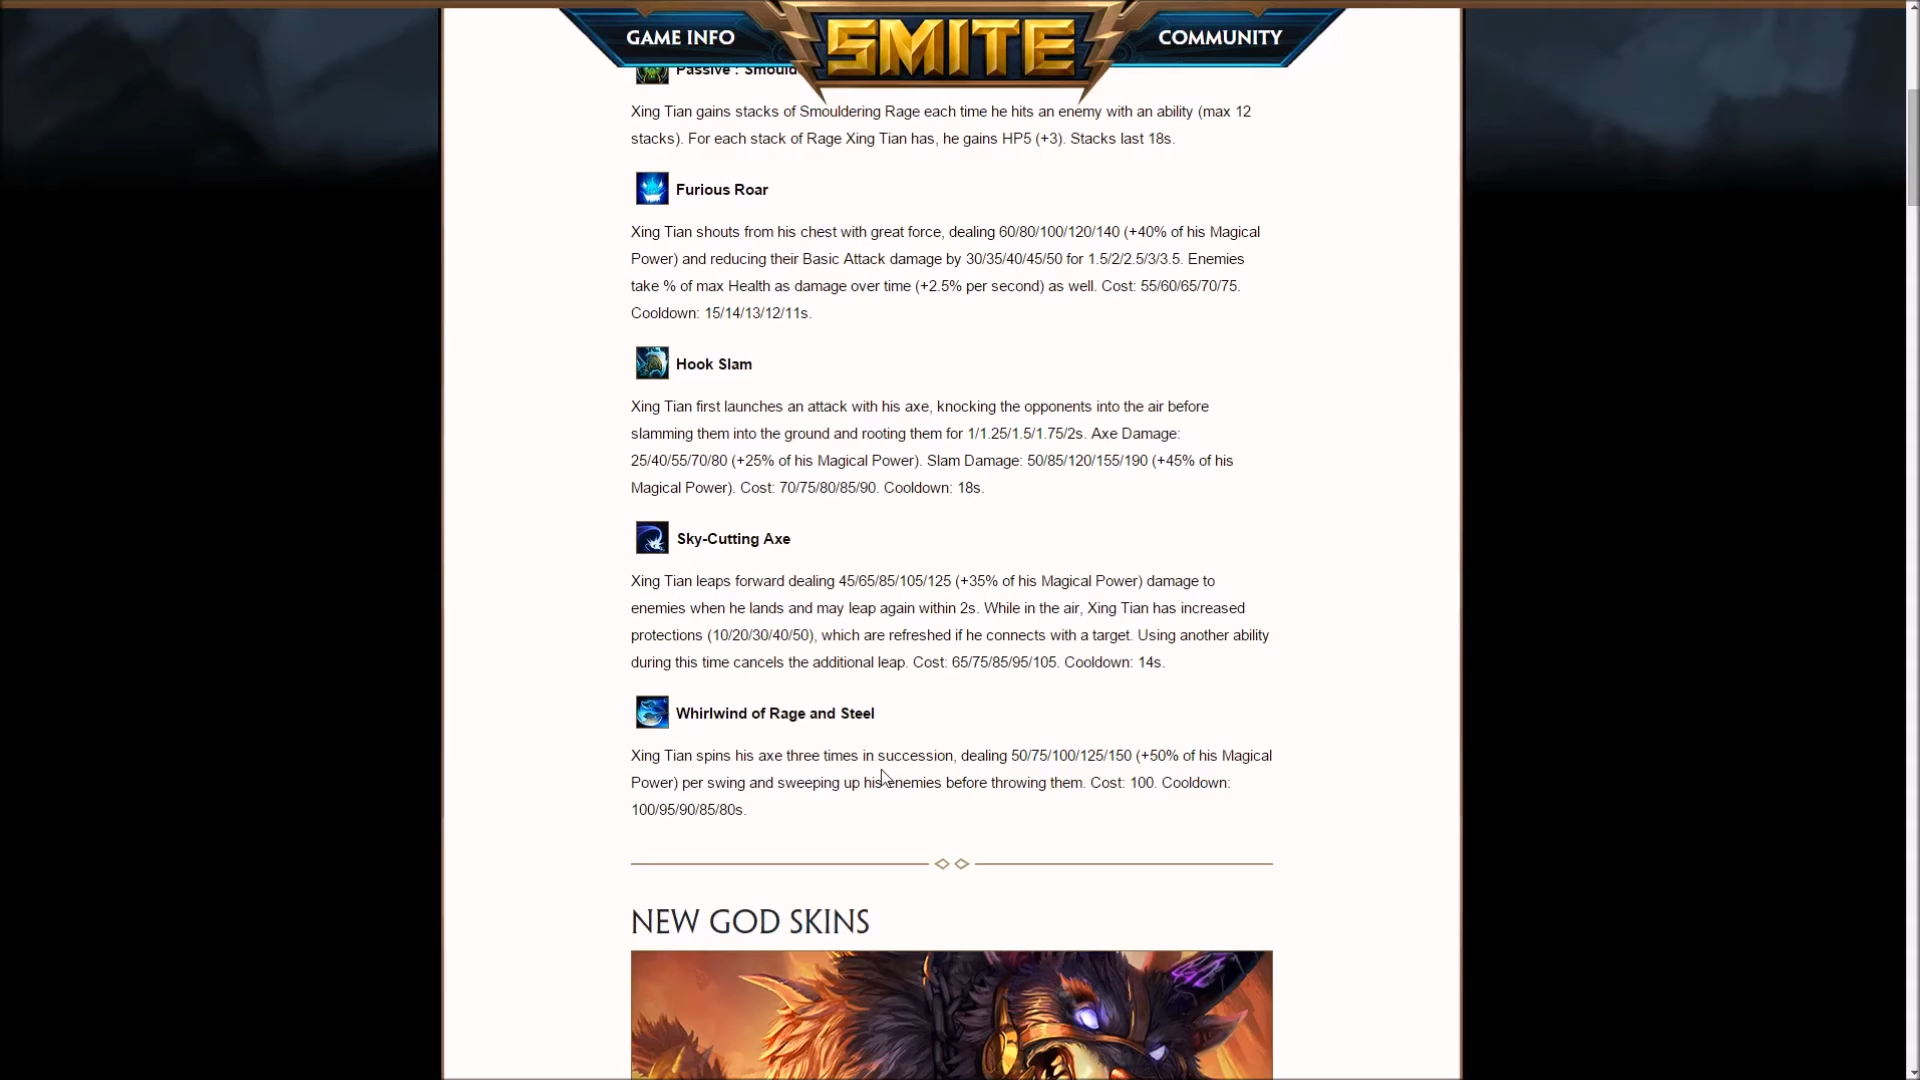 GAME INFO
SMITE
COMMUNITY
Passive : Smould
Xing Tian gains stacks of Smouldering Rage each time he hits an enemy with an ability (max 12
stacks). For each stack of Rage Xing Tian has, he gains HP5 (+3). Stacks last 18s.
Furious Roar
Xing Tian shouts from his chest with great force, dealing 60/80/100/120/140 (+40% of his Magical
Power) and reducing their Basic Attack damage by 30/35/40/45/50 for 1.5/2/2.5/3/3.5. Enemies
take % of max Health as damage over time (+2.5% per second) as well. Cost: 55/60/65/70/75.
Cooldown: 15/14/13/12/11s.
Hook Slam
Xing Tian first launches an attack with his axe, knocking the opponents into the air before
slamming them into the ground and rooting them for 1/1.25/1.5/1.75/2s. Axe Damage:
25/40/55/70/80 (+25% of his Magical Power). Slam Damage: 50/85/120/155/190 (+45% of his
Magical Power). Cost: 70/75/80/85/90. Cooldown: 18s.
Sky-Cutting Axe
Xing Tian leaps forward dealing 45/65/85/105/125 (+35% of his Magical Power) damage to
enemies when he lands and may leap again within 2s. While in the air, Xing Tian has increased
protections (10/20/30/40/50), which are refreshed if he connects with a target. Using another ability
during this time cancels the additional leap. Cost: 65/75/85/95/105. Cooldown: 14s.
Whirlwind of Rage and Steel
Xing Tian spins his axe three times in succession, dealing 50/75/100/125/150 (+50% of his Magical
Power) per swing and sweeping up his enemies before throwing them. Cost: 100. Cooldown:
100/95/90/85/80s.
NEW GOD SKINS